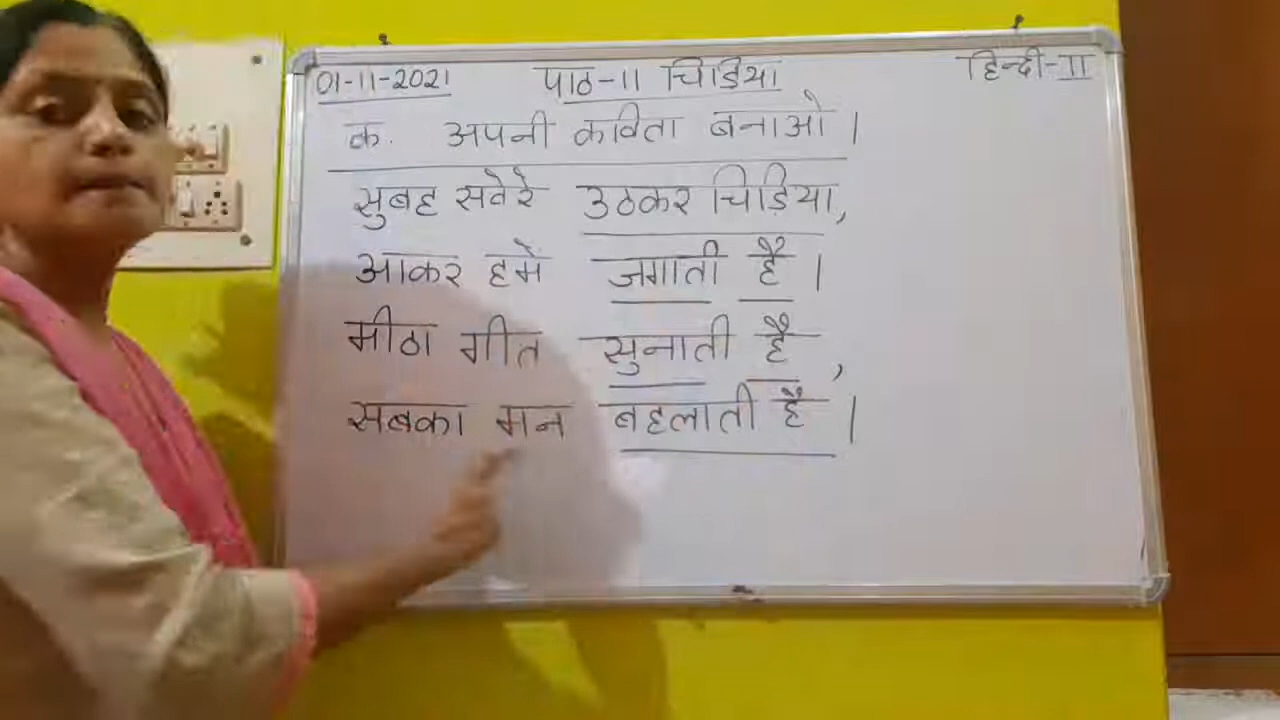 01-11-2021 पाठ-11 चिड़िया हिन्दी-II
क. अपनी कविता बनाओ ।
सुबह सवेरे उठकर चिड़िया,
आकर हमें जगाती है ।
मीठा गीत सुनाती है ,
सबका मन बहलाती है ।